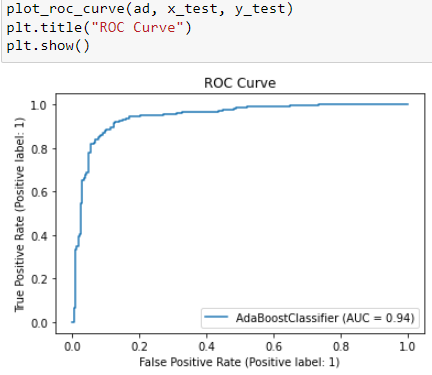 plot_roc_curve(ad, x_test, y_test)
plt.title("ROC Curve")
plt.show()
ROC Curve
True Positive Rate (Positive label: 1)
1.0
0.8
0.6
0.4
0.2
0.0
AdaBoostClassifier (AUC = 0.94)
0.0 0.2 0.4 0.6 0.8 1.0
False Positive Rate (Positive label: 1)